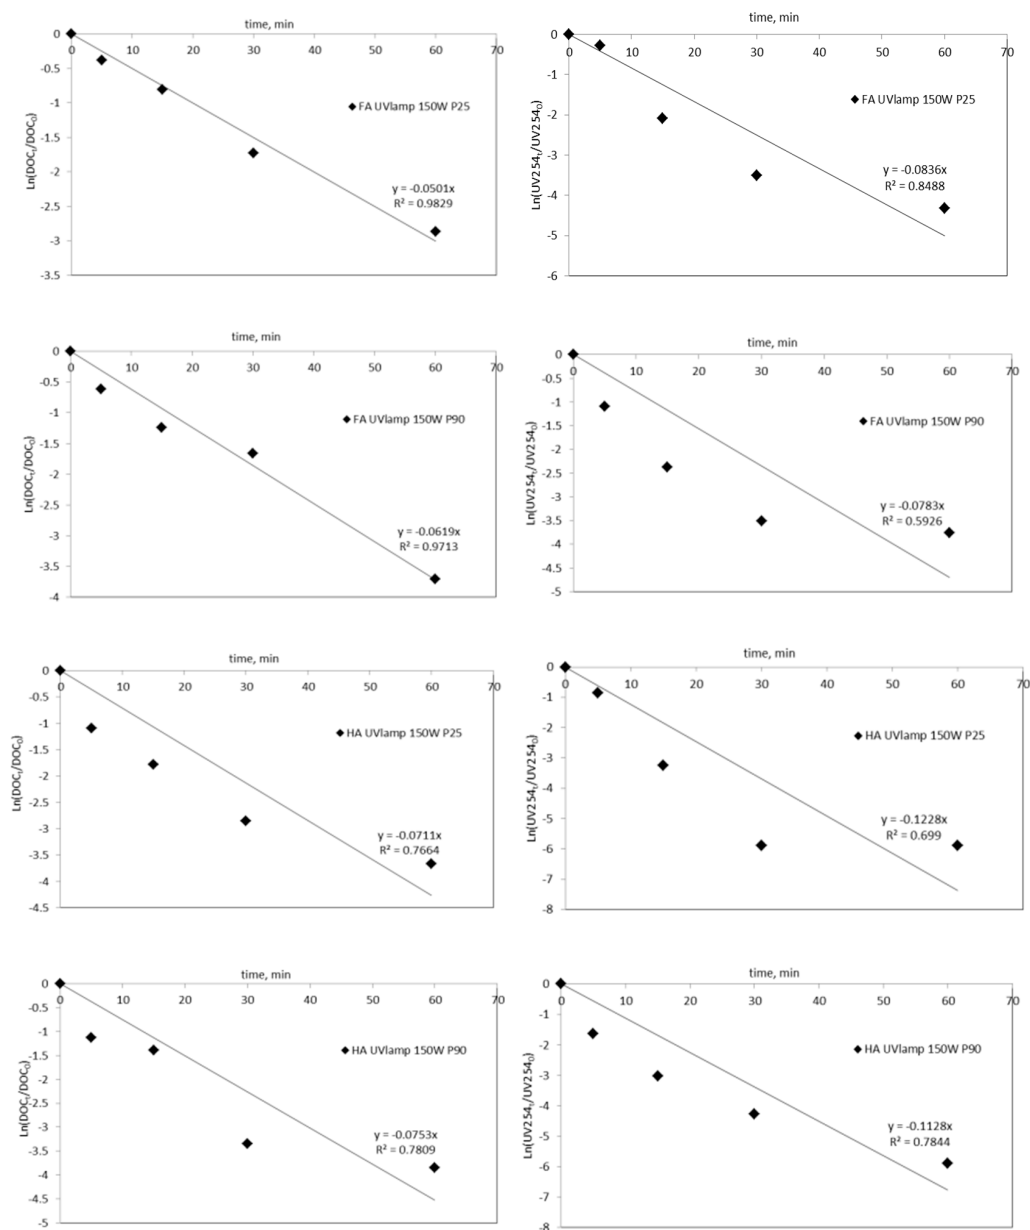 time, min
0
0 10 20 30 40 50 60 70
-0.5
-1
-1.5
-2
-2.5
-3
-3.5
Ln(DOCₜ/DOC₀)
FA UVlamp 150W P25
y = -0.0501x
R² = 0.9829
time, min
0
0 10 20 30 40 50 60 70
-1
-2
-3
-4
-5
-6
Ln(UV254ₜ/UV254₀)
FA UVlamp 150W P25
y = -0.0836x
R² = 0.8488
time, min
0
0 10 20 30 40 50 60 70
-0.5
-1
-1.5
-2
-2.5
-3
-3.5
-4
Ln(DOCₜ/DOC₀)
FA UVlamp 150W P90
y = -0.0619x
R² = 0.9713
time, min
0
0 10 20 30 40 50 60 70
-0.5
-1
-1.5
-2
-2.5
-3
-3.5
-4
-4.5
-5
Ln(UV254ₜ/UV254₀)
FA UVlamp 150W P90
y = -0.0783x
R² = 0.5926
time, min
0
0 10 20 30 40 50 60 70
-0.5
-1
-1.5
-2
-2.5
-3
-3.5
-4
-4.5
Ln(DOCₜ/DOC₀)
HA UVlamp 150W P25
y = -0.0711x
R² = 0.7664
time, min
0
0 10 20 30 40 50 60 70
-1
-2
-3
-4
-5
-6
-7
-8
Ln(UV254ₜ/UV254₀)
HA UVlamp 150W P25
y = -0.1228x
R² = 0.699
time, min
0
0 10 20 30 40 50 60 70
-0.5
-1
-1.5
-2
-2.5
-3
-3.5
-4
-4.5
-5
Ln(DOCₜ/DOC₀)
HA UVlamp 150W P90
y = -0.0753x
R² = 0.7809
time, min
0
0 10 20 30 40 50 60 70
-1
-2
-3
-4
-5
-6
-7
-8
Ln(UV254ₜ/UV254₀)
HA UVlamp 150W P90
y = -0.1128x
R² = 0.7844